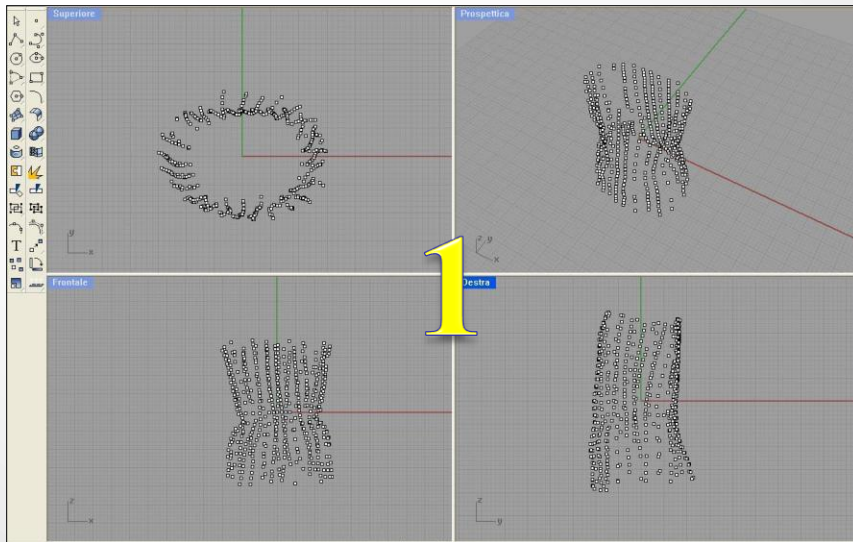 Superiore
Prospettica
T
y
x
z
y
x
1
Frontale
Destra
z
x
z
y